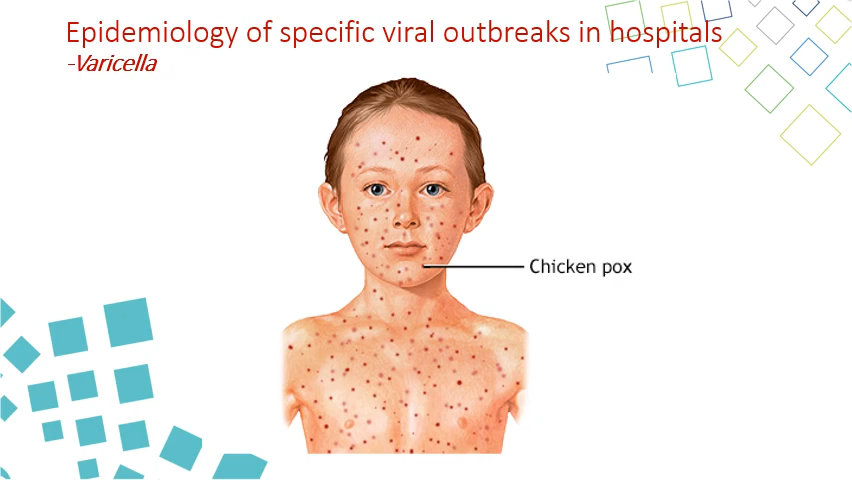 Epidemiology of specific viral outbreaks in hospitals
-Varicella
Chicken pox